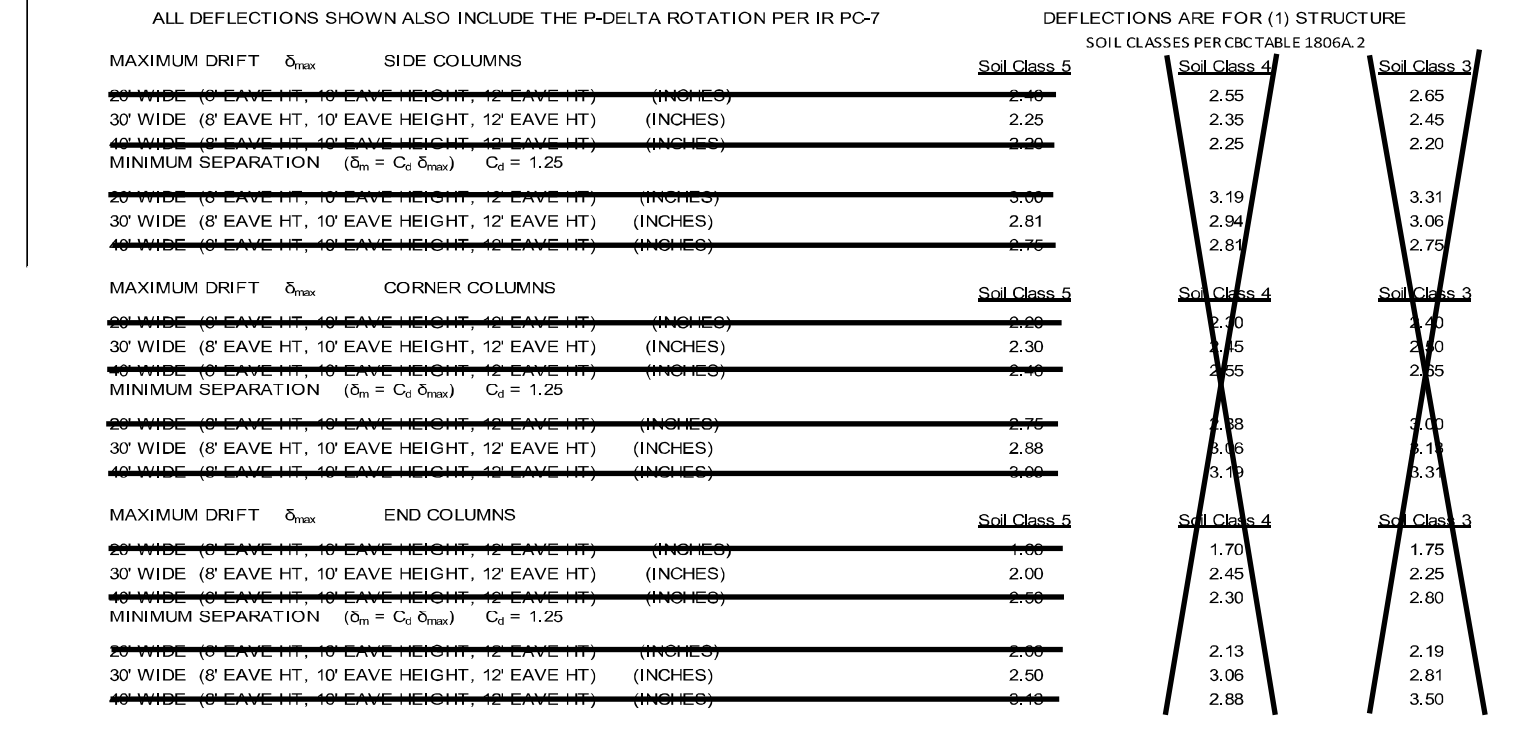 ALL DEFLECTIONS SHOWN ALSO INCLUDE THE P-DELTA ROTATION PER IR PC-7 DEFLECTIONS ARE FOR (1) STRUCTURE
SOIL CLASSES PER CBC TABLE 1806A.2
MAXIMUM DRIFT δmax SIDE COLUMNS Soil Class 5 Soil Class 4 Soil Class 3
20' WIDE (8' EAVE HT, 10' EAVE HEIGHT, 12' EAVE HT) (INCHES) 2.40 2.55 2.65
30' WIDE (8' EAVE HT, 10' EAVE HEIGHT, 12' EAVE HT) (INCHES) 2.25 2.35 2.45
40' WIDE (8' EAVE HT, 10' EAVE HEIGHT, 12' EAVE HT) (INCHES) 2.20 2.25 2.20
MINIMUM SEPARATION (δm = Cd δmax) Cd = 1.25
20' WIDE (8' EAVE HT, 10' EAVE HEIGHT, 12' EAVE HT) (INCHES) 3.00 3.19 3.31
30' WIDE (8' EAVE HT, 10' EAVE HEIGHT, 12' EAVE HT) (INCHES) 2.81 2.94 3.06
40' WIDE (8' EAVE HT, 10' EAVE HEIGHT, 12' EAVE HT) (INCHES) 2.75 2.81 2.75
MAXIMUM DRIFT δmax CORNER COLUMNS Soil Class 5 Soil Class 4 Soil Class 3
20' WIDE (8' EAVE HT, 10' EAVE HEIGHT, 12' EAVE HT) (INCHES) 2.20 2.30 2.40
30' WIDE (8' EAVE HT, 10' EAVE HEIGHT, 12' EAVE HT) (INCHES) 2.30 2.45 2.50
40' WIDE (8' EAVE HT, 10' EAVE HEIGHT, 12' EAVE HT) (INCHES) 2.40 2.55 2.65
MINIMUM SEPARATION (δm = Cd δmax) Cd = 1.25
20' WIDE (8' EAVE HT, 10' EAVE HEIGHT, 12' EAVE HT) (INCHES) 2.75 2.88 3.00
30' WIDE (8' EAVE HT, 10' EAVE HEIGHT, 12' EAVE HT) (INCHES) 2.88 3.06 3.13
40' WIDE (8' EAVE HT, 10' EAVE HEIGHT, 12' EAVE HT) (INCHES) 3.00 3.19 3.31
MAXIMUM DRIFT δmax END COLUMNS Soil Class 5 Soil Class 4 Soil Class 3
20' WIDE (8' EAVE HT, 10' EAVE HEIGHT, 12' EAVE HT) (INCHES) 1.70 1.75
30' WIDE (8' EAVE HT, 10' EAVE HEIGHT, 12' EAVE HT) (INCHES) 2.00 2.45 2.25
40' WIDE (8' EAVE HT, 10' EAVE HEIGHT, 12' EAVE HT) (INCHES) 2.50 2.30 2.80
MINIMUM SEPARATION (δm = Cd δmax) Cd = 1.25
20' WIDE (8' EAVE HT, 10' EAVE HEIGHT, 12' EAVE HT) (INCHES) 2.00 2.13 2.19
30' WIDE (8' EAVE HT, 10' EAVE HEIGHT, 12' EAVE HT) (INCHES) 2.50 3.06 2.81
40' WIDE (8' EAVE HT, 10' EAVE HEIGHT, 12' EAVE HT) (INCHES) 3.13 2.88 3.50